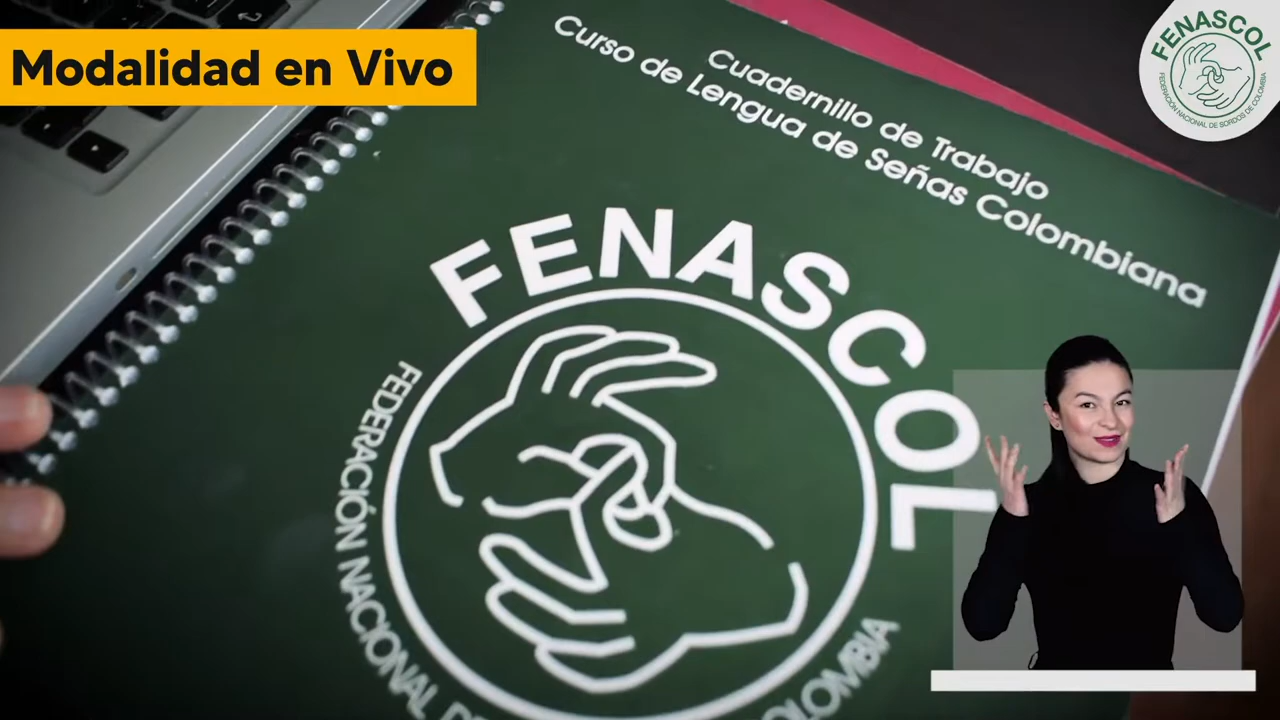 Modalidad en Vivo
Cuadernillo de Trabajo
Curso de Lengua de Señas Colombiana
FENASCOL
FEDERACIÓN NACIONAL DE
COLOMBIA
FENASCOL
FEDERACIÓN NACIONAL DE SORDOS DE COLOMBIA